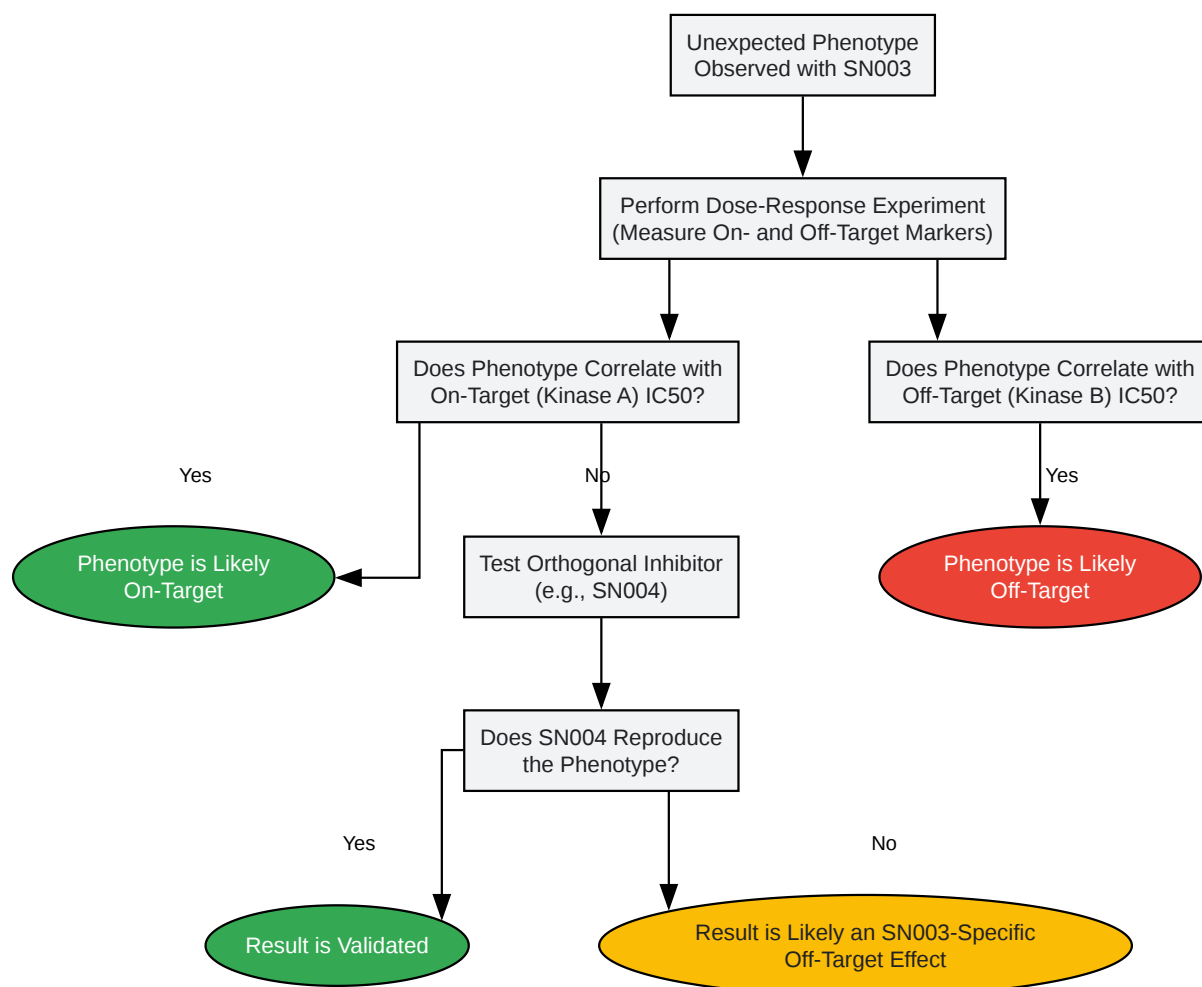 Unexpected Phenotype
Observed with SN003
Perform Dose-Response Experiment
(Measure On- and Off-Target Markers)
Does Phenotype Correlate with
On-Target (Kinase A) IC50?
Does Phenotype Correlate with
Off-Target (Kinase B) IC50?
Yes
No
Yes
Phenotype is Likely
On-Target
Test Orthogonal Inhibitor
(e.g., SN004)
Phenotype is Likely
Off-Target
Does SN004 Reproduce
the Phenotype?
Yes
No
Result is Validated
Result is Likely an SN003-Specific
Off-Target Effect